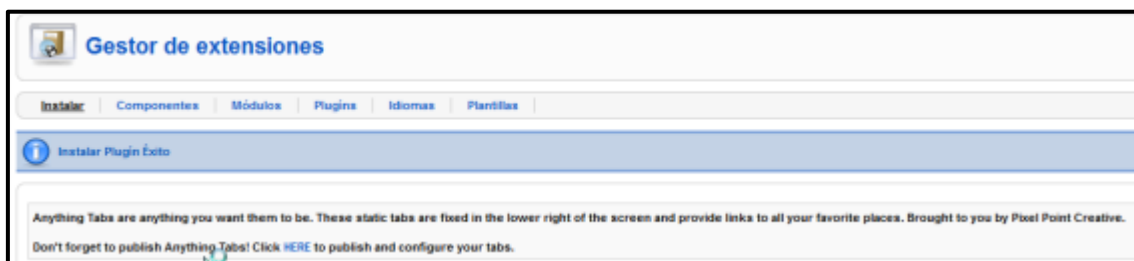 Gestor de extensiones
Instalar Componentes Módulos Plugins Idiomas Plantillas
Instalar Plugin Éxito
Anything Tabs are anything you want them to be. These static tabs are fixed in the lower right of the screen and provide links to all your favorite places. Brought to you by Pixel Point Creative.
Don't forget to publish Anything Tabs! Click HERE to publish and configure your tabs.